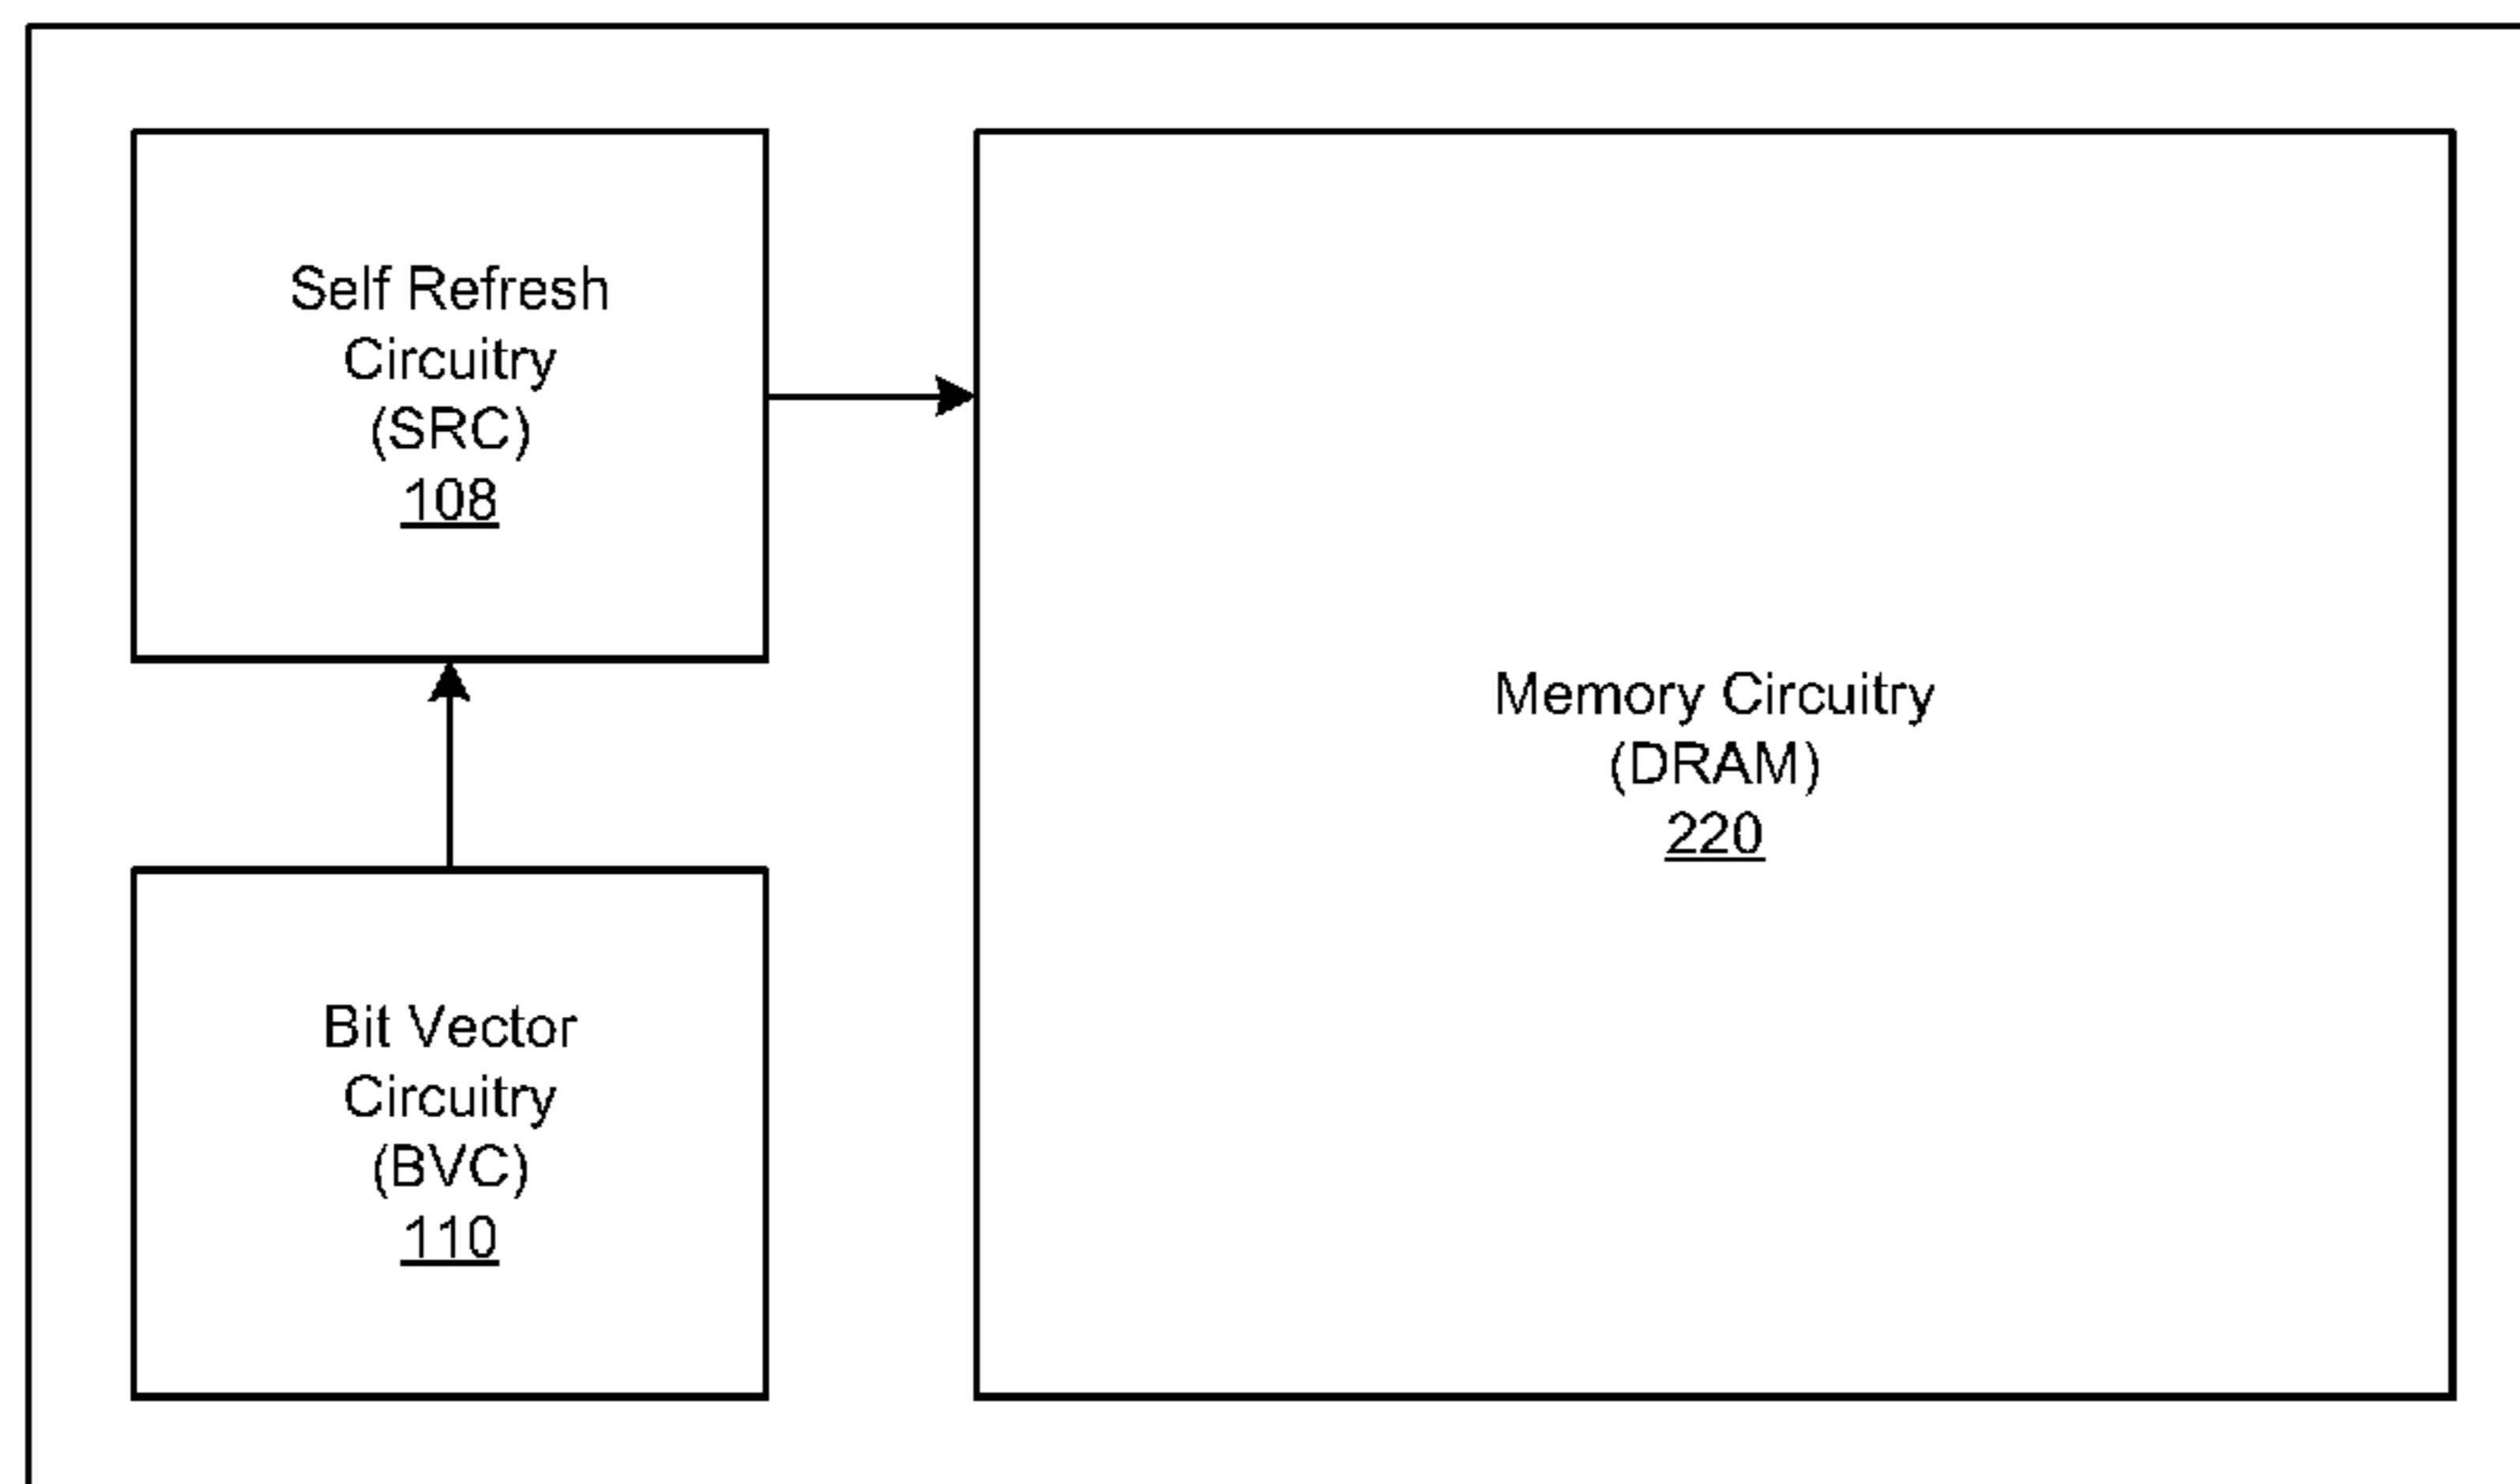 Self Refresh
Circuitry
(SRC)
108
Memory Circuitry
(DRAM)
220
Bit Vector
Circuitry
(BVC)
110